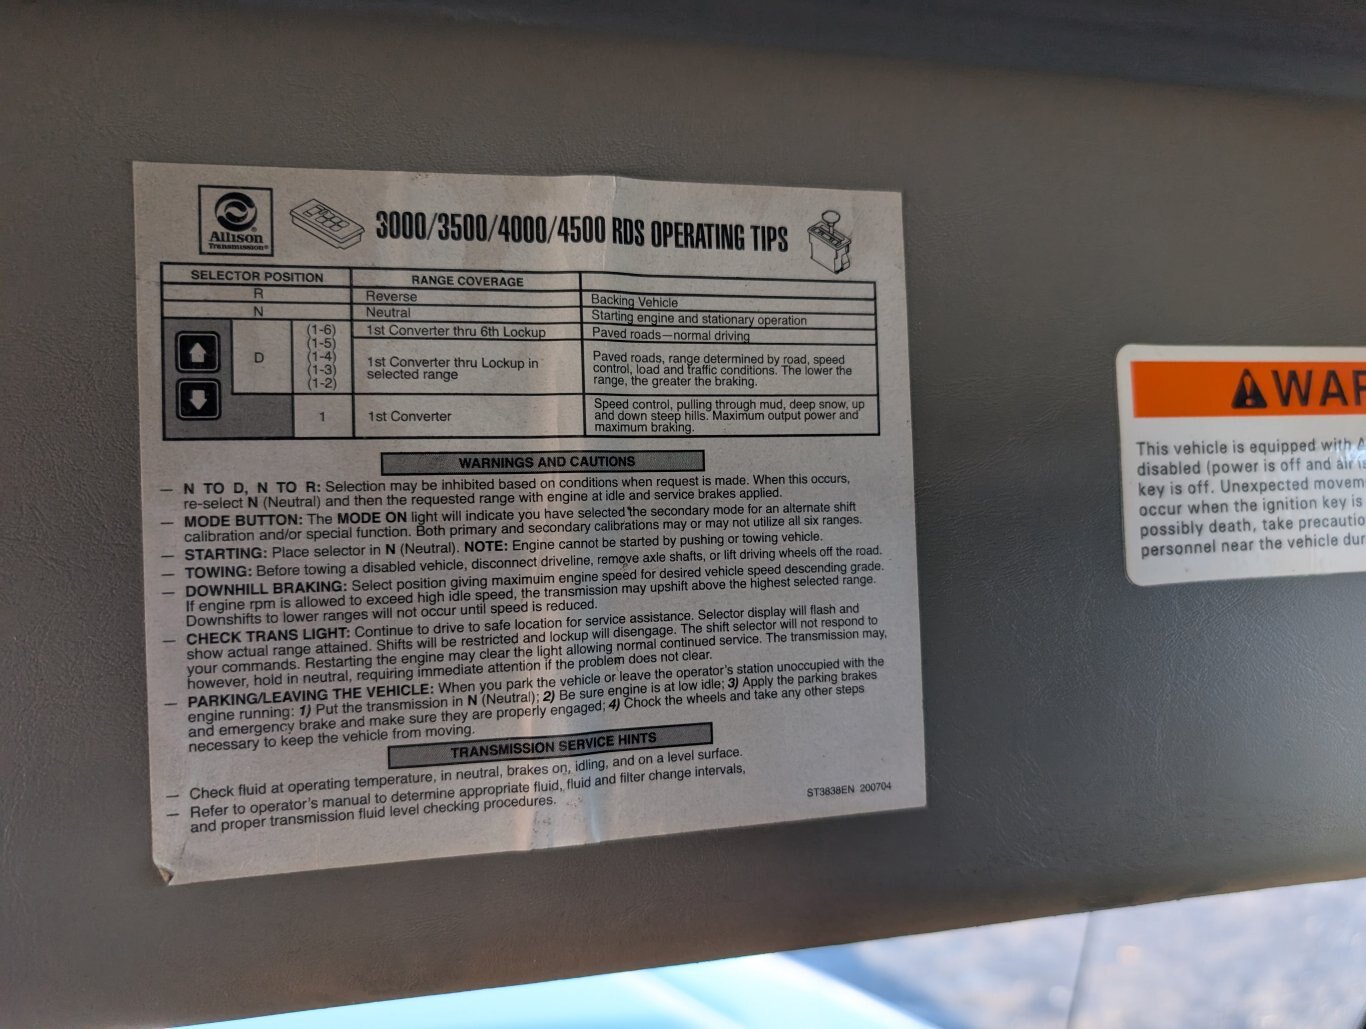 Allison
Transmission®
3000/3500/4000/4500 RDS OPERATING TIPS
SELECTOR POSITION RANGE COVERAGE
R Reverse Backing Vehicle
N Neutral Starting engine and stationary operation
D (1-6) 1st Converter thru 6th Lockup Paved roads—normal driving
(1-5)
(1-4) 1st Converter thru Lockup in Paved roads, range determined by road, speed
(1-3) selected range control, load and traffic conditions. The lower the
(1-2) range, the greater the braking.
1 1st Converter Speed control, pulling through mud, deep snow, up
and down steep hills. Maximum output power and
maximum braking.
WARNINGS AND CAUTIONS
— N TO D, N TO R: Selection may be inhibited based on conditions when request is made. When this occurs,
re-select N (Neutral) and then the requested range with engine at idle and service brakes applied.
— MODE BUTTON: The MODE ON light will indicate you have selected the secondary mode for an alternate shift
calibration and/or special function. Both primary and secondary calibrations may or may not utilize all six ranges.
— STARTING: Place selector in N (Neutral). NOTE: Engine cannot be started by pushing or towing vehicle.
— TOWING: Before towing a disabled vehicle, disconnect driveline, remove axle shafts, or lift driving wheels off the road.
— DOWNHILL BRAKING: Select position giving maximuim engine speed for desired vehicle speed descending grade.
If engine rpm is allowed to exceed high idle speed, the transmission may upshift above the highest selected range.
Downshifts to lower ranges will not occur until speed is reduced.
— CHECK TRANS LIGHT: Continue to drive to safe location for service assistance. Selector display will flash and
show actual range attained. Shifts will be restricted and lockup will disengage. The shift selector will not respond to
your commands. Restarting the engine may clear the light allowing normal continued service. The transmission may,
however, hold in neutral, requiring immediate attention if the problem does not clear.
— PARKING/LEAVING THE VEHICLE: When you park the vehicle or leave the operator's station unoccupied with the
engine running: 1) Put the transmission in N (Neutral); 2) Be sure engine is at low idle; 3) Apply the parking brakes
and emergency brake and make sure they are properly engaged; 4) Chock the wheels and take any other steps
necessary to keep the vehicle from moving.
TRANSMISSION SERVICE HINTS
— Check fluid at operating temperature, in neutral, brakes on, idling, and on a level surface.
— Refer to operator's manual to determine appropriate fluid, fluid and filter change intervals,
and proper transmission fluid level checking procedures.
ST3838EN 200704
WAR
This vehicle is equipped with
disabled (power is off and air
key is off. Unexpected movem
occur when the ignition key is
possibly death, take precautio
personnel near the vehicle dur